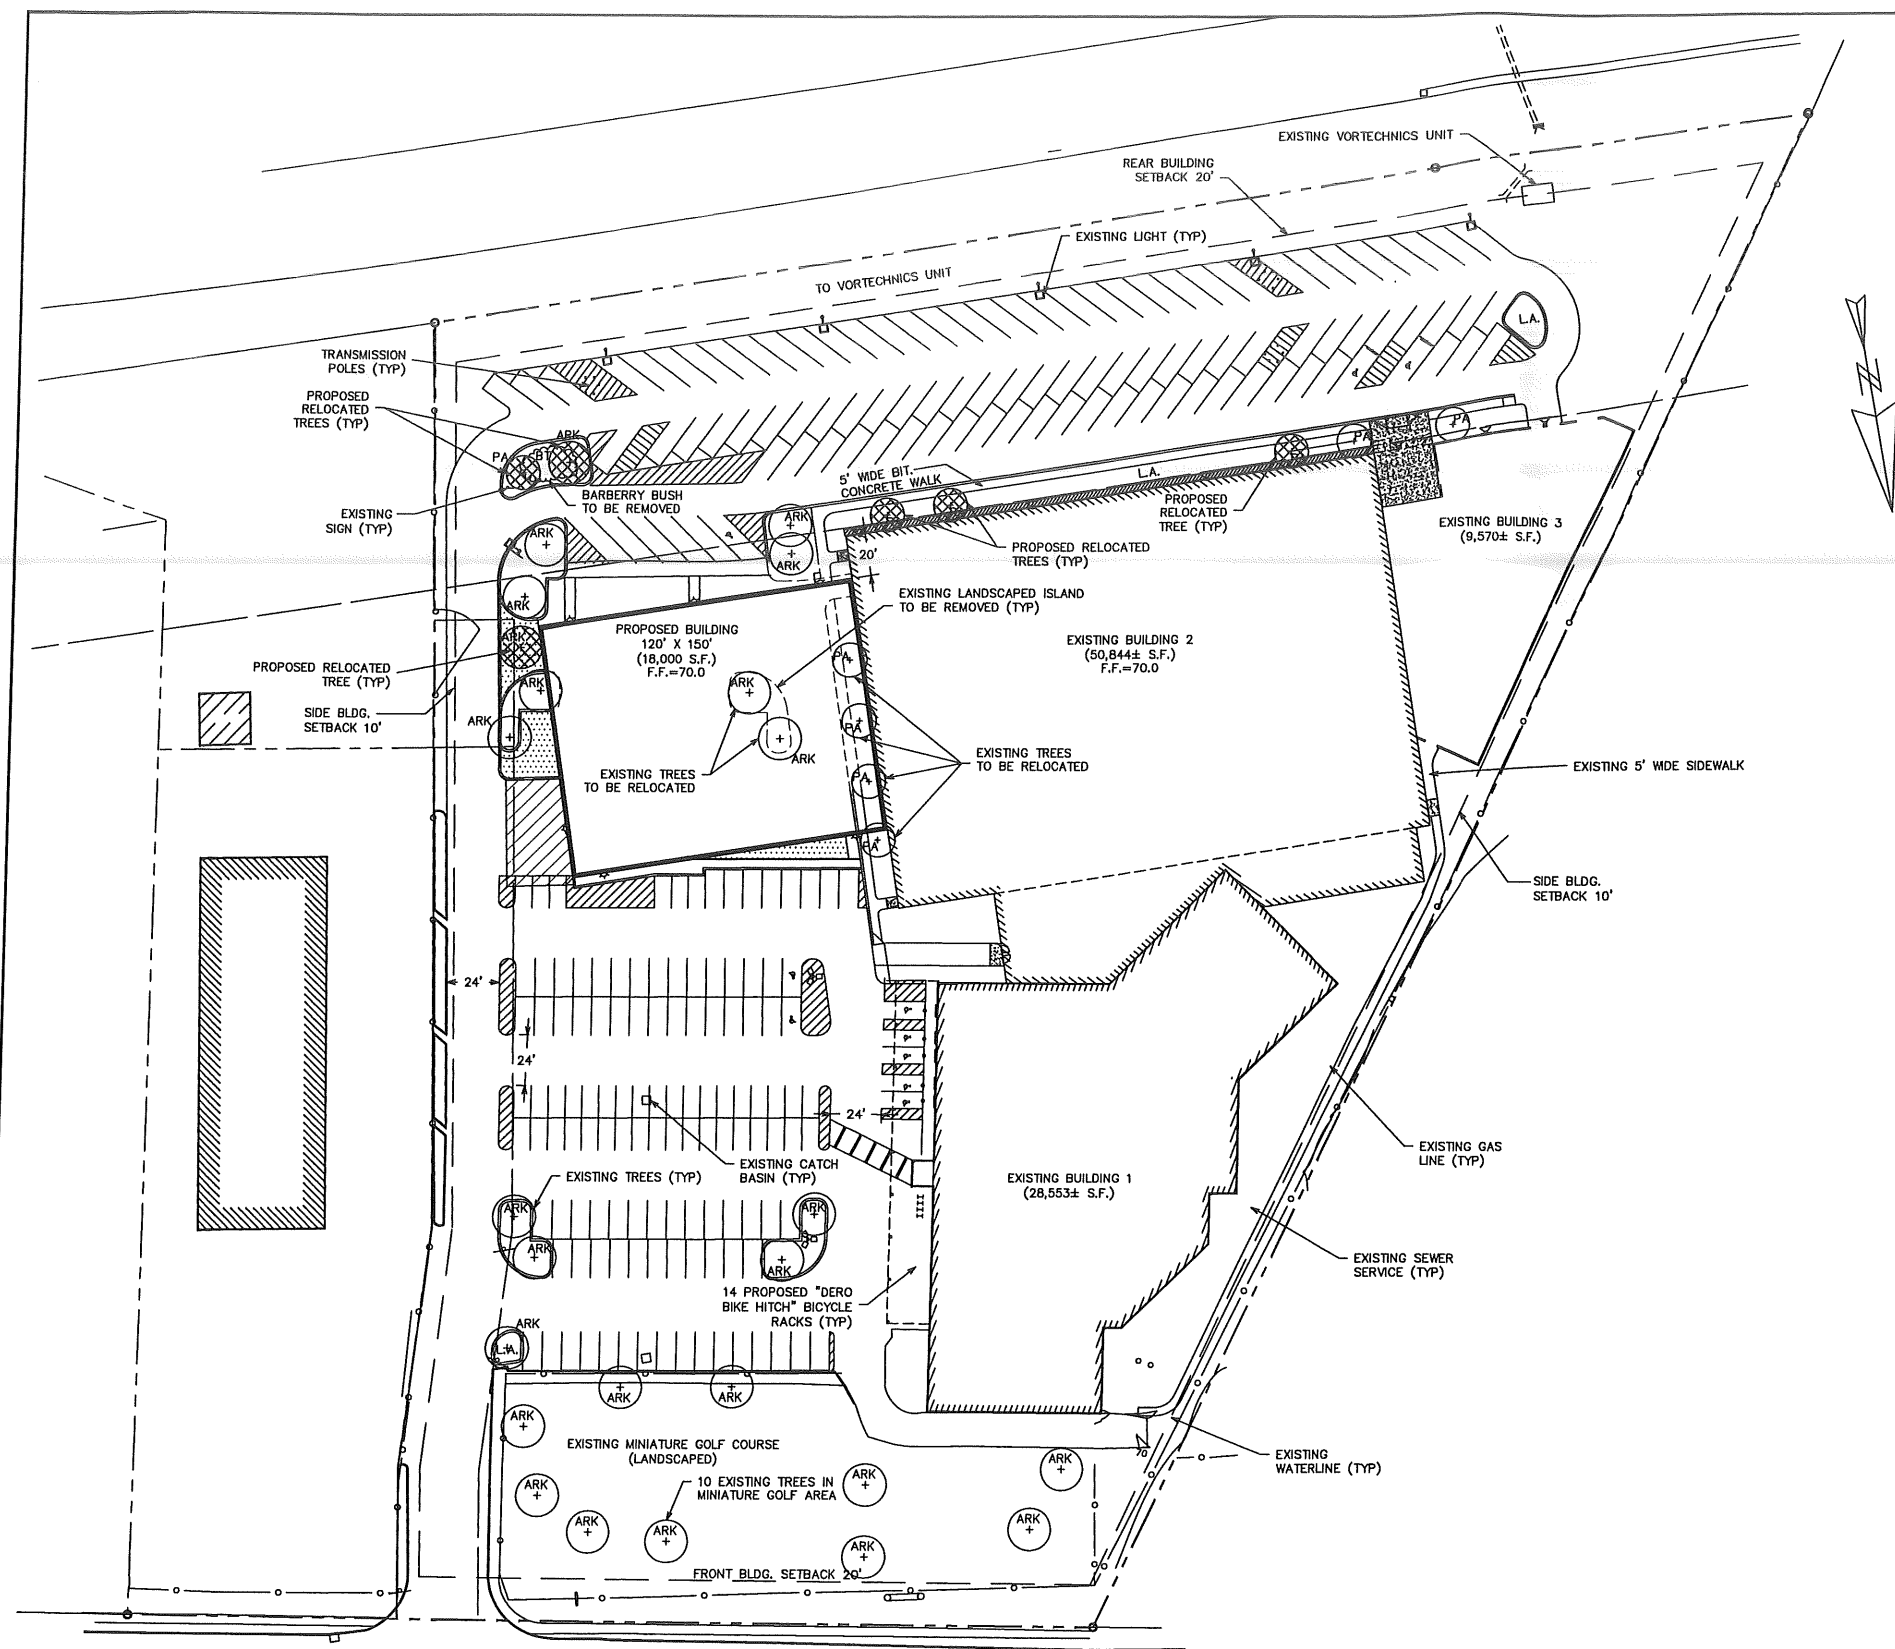 EXISTING VORTECHNICS UNIT
REAR BUILDING
SETBACK 20'
EXISTING LIGHT (TYP)
TO VORTECHNICS UNIT
L.A.
TRANSMISSION
POLES (TYP)
PROPOSED
RELOCATED
TREES (TYP)
ARK
PA
BT
PA
PA
5' WIDE BIT.
CONCRETE WALK
L.A.
BARBERRY BUSH
TO BE REMOVED
EXISTING
SIGN (TYP)
PROPOSED
RELOCATED
TREE (TYP)
EXISTING BUILDING 3
(9,570± S.F.)
ARK
ARK
ARK
20'
PROPOSED RELOCATED
TREES (TYP)
EXISTING LANDSCAPED ISLAND
TO BE REMOVED (TYP)
ARK
ARK
PROPOSED BUILDING
120' X 150'
(18,000 S.F.)
F.F.=70.0
EXISTING BUILDING 2
(50,844± S.F.)
F.F.=70.0
PROPOSED RELOCATED
TREE (TYP)
PA
ARK
ARK
SIDE BLDG.
SETBACK 10'
ARK
PA
ARK
EXISTING TREES
TO BE RELOCATED
EXISTING TREES
TO BE RELOCATED
PA
EXISTING 5' WIDE SIDEWALK
PA
SIDE BLDG.
SETBACK 10'
24'
24'
24'
EXISTING CATCH
BASIN (TYP)
EXISTING TREES (TYP)
EXISTING GAS
LINE (TYP)
EXISTING BUILDING 1
(28,553± S.F.)
ARK
ARK
ARK
ARK
EXISTING SEWER
SERVICE (TYP)
14 PROPOSED "DERO
BIKE HITCH" BICYCLE
RACKS (TYP)
ARK
L.A.
ARK
ARK
ARK
EXISTING MINIATURE GOLF COURSE
(LANDSCAPED)
EXISTING
WATERLINE (TYP)
70
10 EXISTING TREES IN
MINIATURE GOLF AREA
ARK
ARK
ARK
ARK
ARK
ARK
ARK
FRONT BLDG. SETBACK 20'